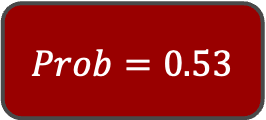 Prob = 0.53